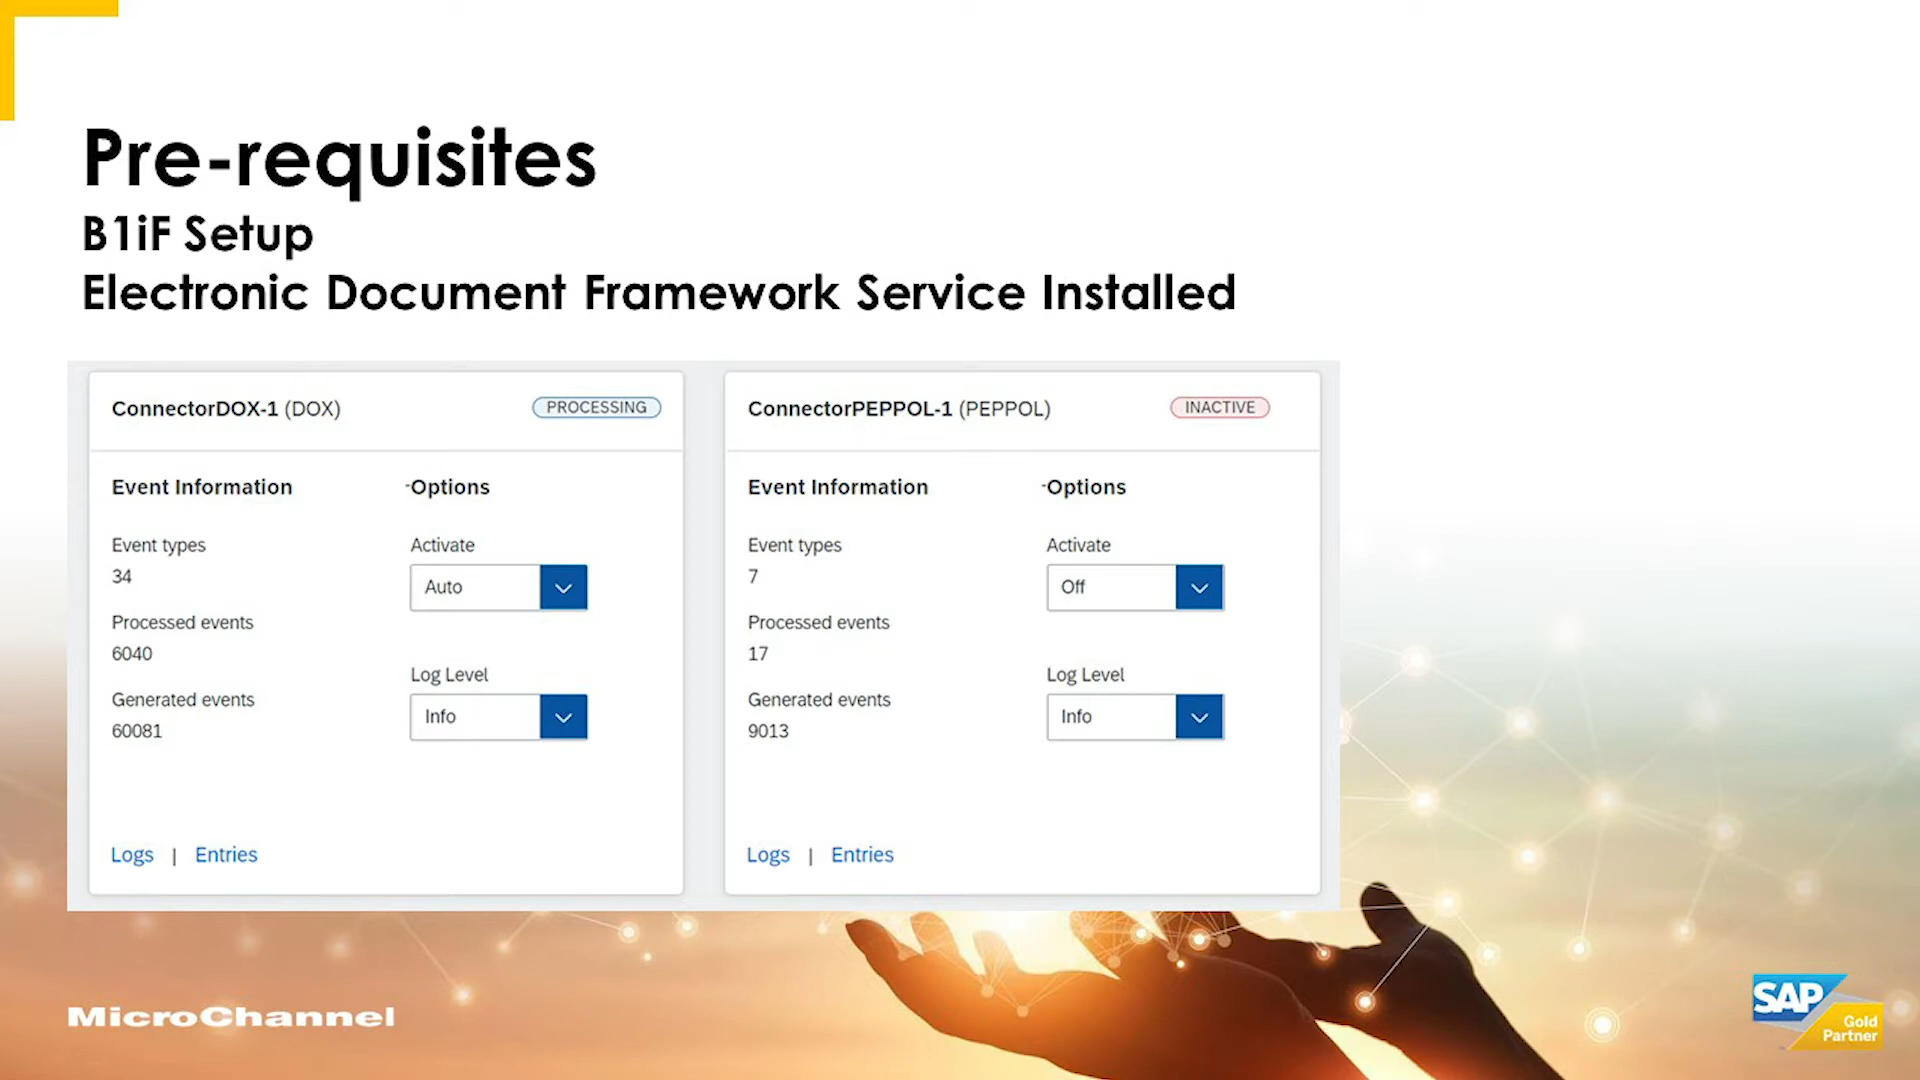 Pre-requisites
B1iF Setup
Electronic Document Framework Service Installed
ConnectorDOX-1 (DOX)
PROCESSING
Event Information
-Options
Event types
34
Activate
Auto
Processed events
6040
Log Level
Info
Generated events
60081
Logs | Entries
ConnectorPEPPOL-1 (PEPPOL)
INACTIVE
Event Information
-Options
Event types
7
Activate
Off
Processed events
17
Log Level
Info
Generated events
9013
Logs | Entries
MicroChannel
SAP
Gold
Partner